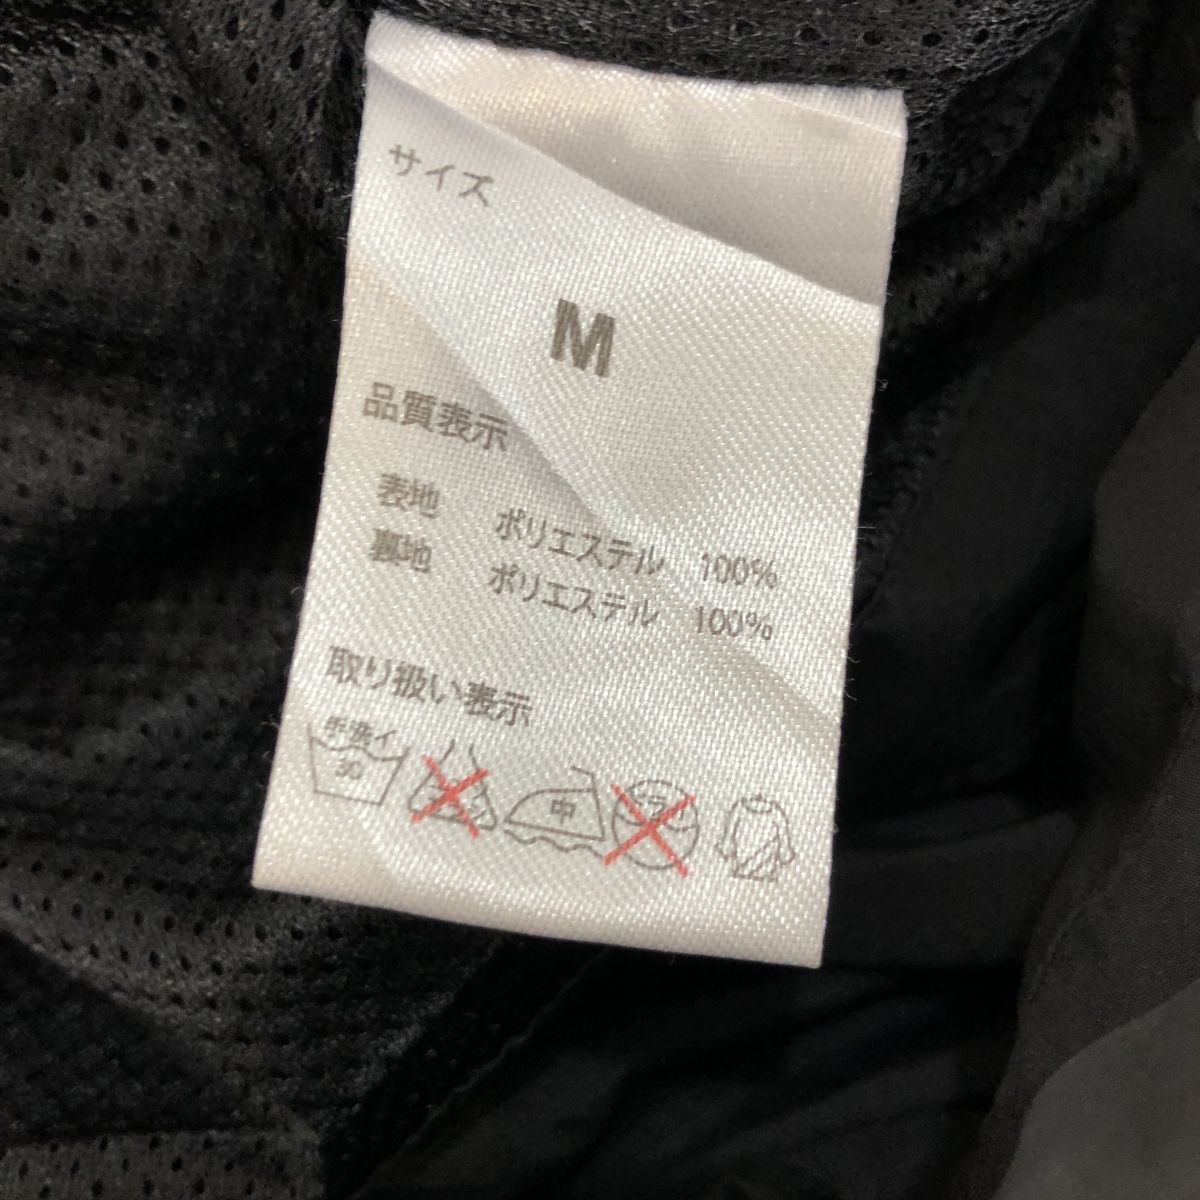 サイズ
M
品質表示
表地 ポリエステル 100%
裏地 ポリエステル 100%
取り扱い表示
手洗イ
30
中